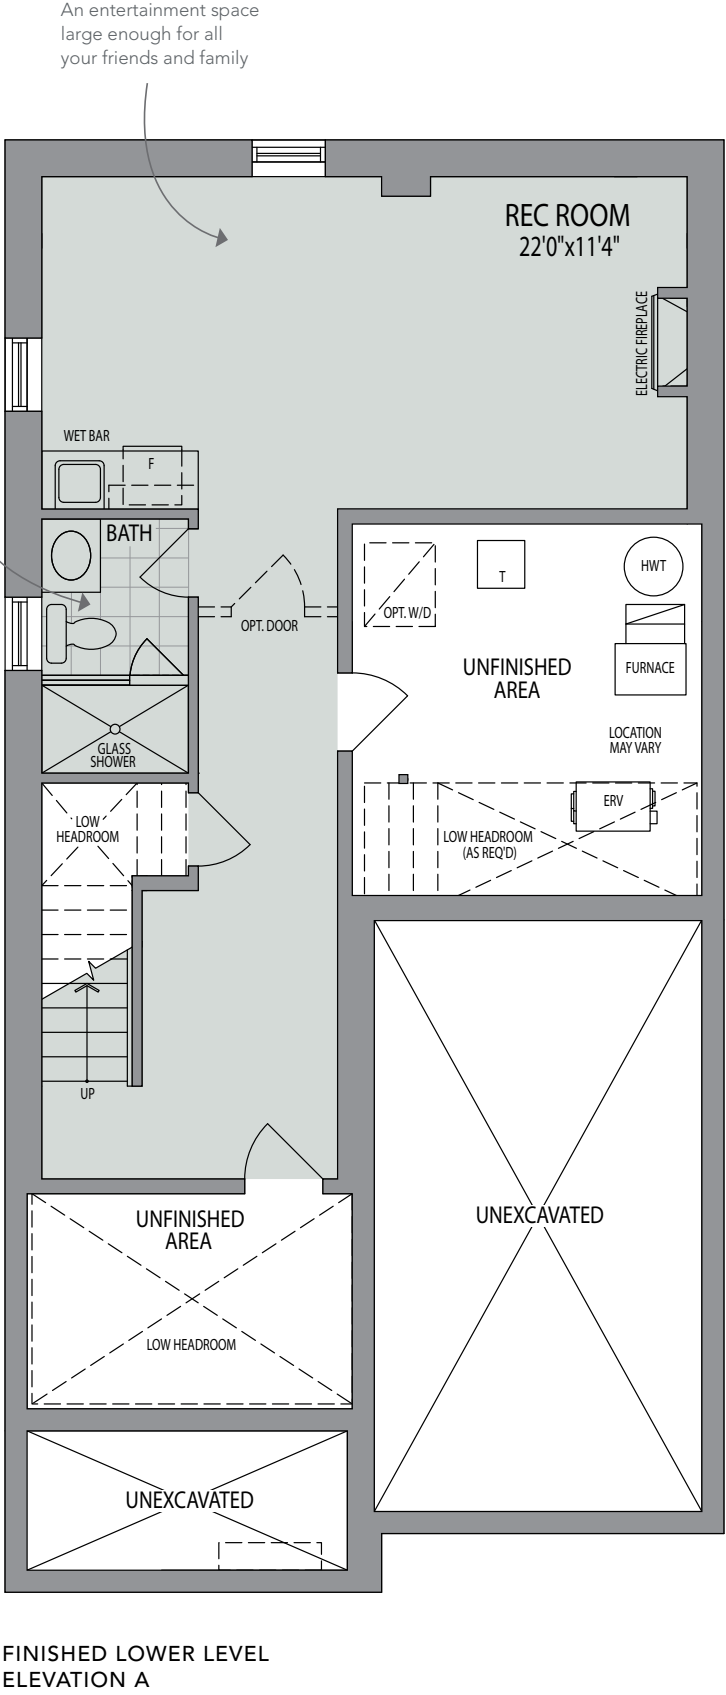 An entertainment space
large enough for all
your friends and family
REC ROOM
22'0"x11'4"
ELECTRIC FIREPLACE
WET BAR
F
BATH
OPT. DOOR
OPT. W/D
T
HWT
FURNACE
UNFINISHED
AREA
LOCATION
MAY VARY
GLASS
SHOWER
ERV
LOW
HEADROOM
LOW HEADROOM
(AS REQ'D)
UP
UNFINISHED
AREA
LOW HEADROOM
UNEXCAVATED
UNEXCAVATED
FINISHED LOWER LEVEL
ELEVATION A